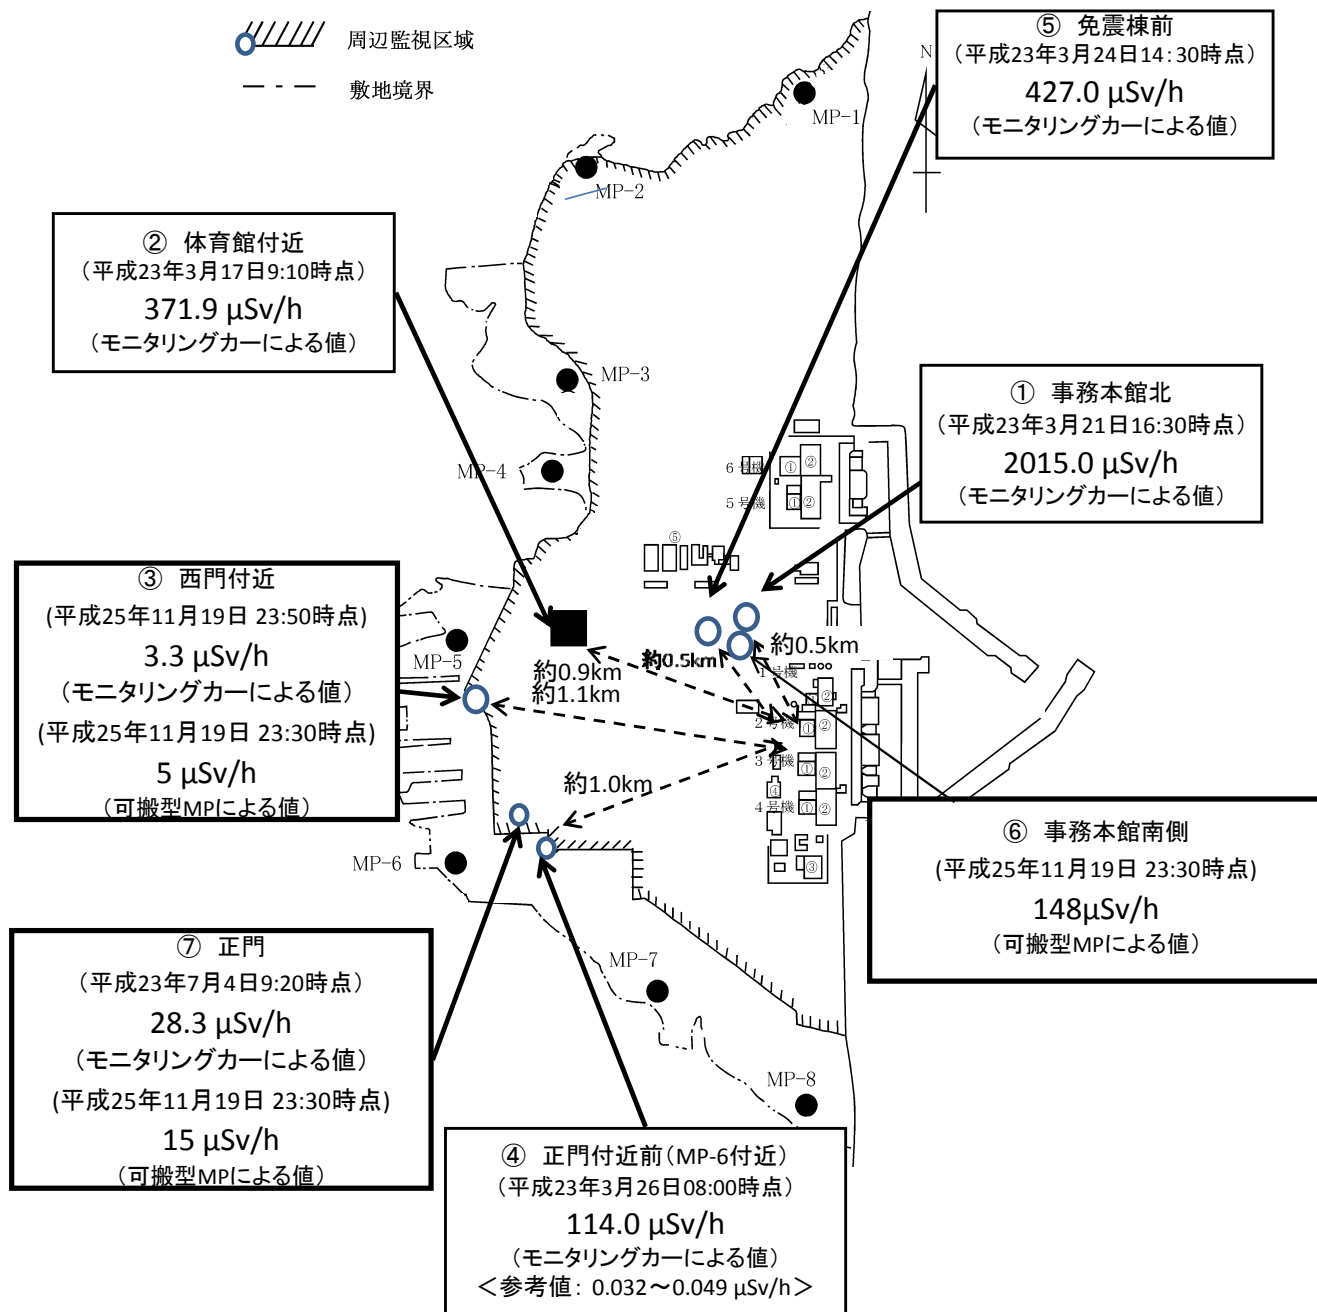 周辺監視区域
敷地境界
⑤ 免震棟前
(平成23年3月24日14:30時点)
427.0 μSv/h
(モニタリングカーによる値)
N
MP-1
MP-2
② 体育館付近
(平成23年3月17日9:10時点)
371.9 μSv/h
(モニタリングカーによる値)
MP-3
① 事務本館北
(平成23年3月21日16:30時点)
2015.0 μSv/h
(モニタリングカーによる値)
MP-4
6号機
①
②
5号機
①
②
⑤
③ 西門付近
(平成25年11月19日 23:50時点)
3.3 μSv/h
(モニタリングカーによる値)
(平成25年11月19日 23:30時点)
5 μSv/h
(可搬型MPによる値)
MP-5
約0.9km
約1.1km
約0.5km
約0.5km
1号機
②
2号機
①
②
3号機
①
②
約1.0km
④
4号機
①
②
③
MP-6
⑥ 事務本館南側
(平成25年11月19日 23:30時点)
148μSv/h
(可搬型MPによる値)
⑦ 正門
(平成23年7月4日9:20時点)
28.3 μSv/h
(モニタリングカーによる値)
(平成25年11月19日 23:30時点)
15 μSv/h
(可搬型MPによる値)
MP-7
MP-8
④ 正門付近前(MP-6付近)
(平成23年3月26日08:00時点)
114.0 μSv/h
(モニタリングカーによる値)
<参考値: 0.032~0.049 μSv/h>